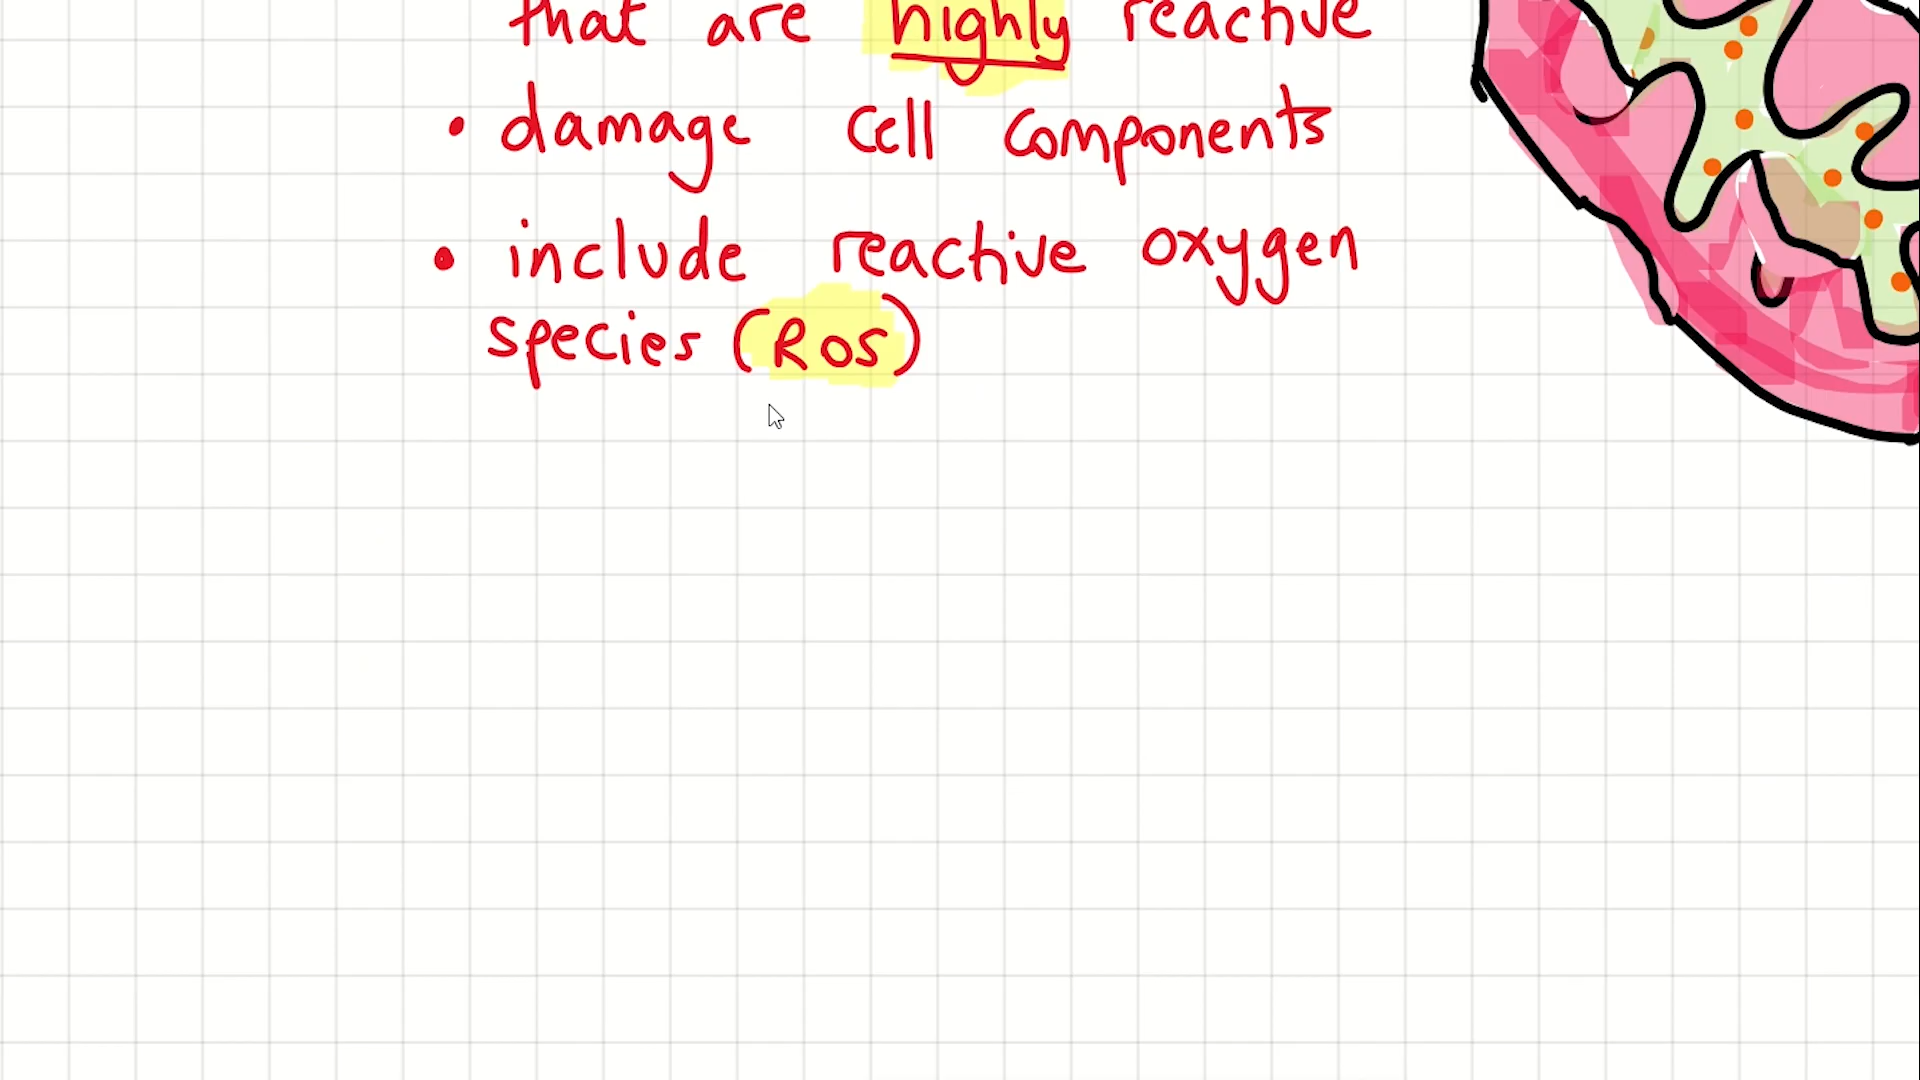 that are highly reactive
• damage cell components
• include reactive oxygen
species (ROS)